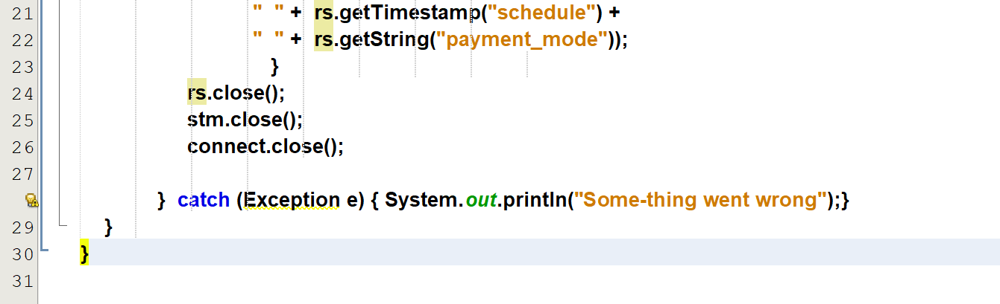 21 " " + rs.getTimestamp("schedule") +
22 " " + rs.getString("payment_mode"));
23 }
24 rs.close();
25 stm.close();
26 connect.close();
27
} catch (Exception e) { System.out.println("Some-thing went wrong");}
29 }
30 }
31